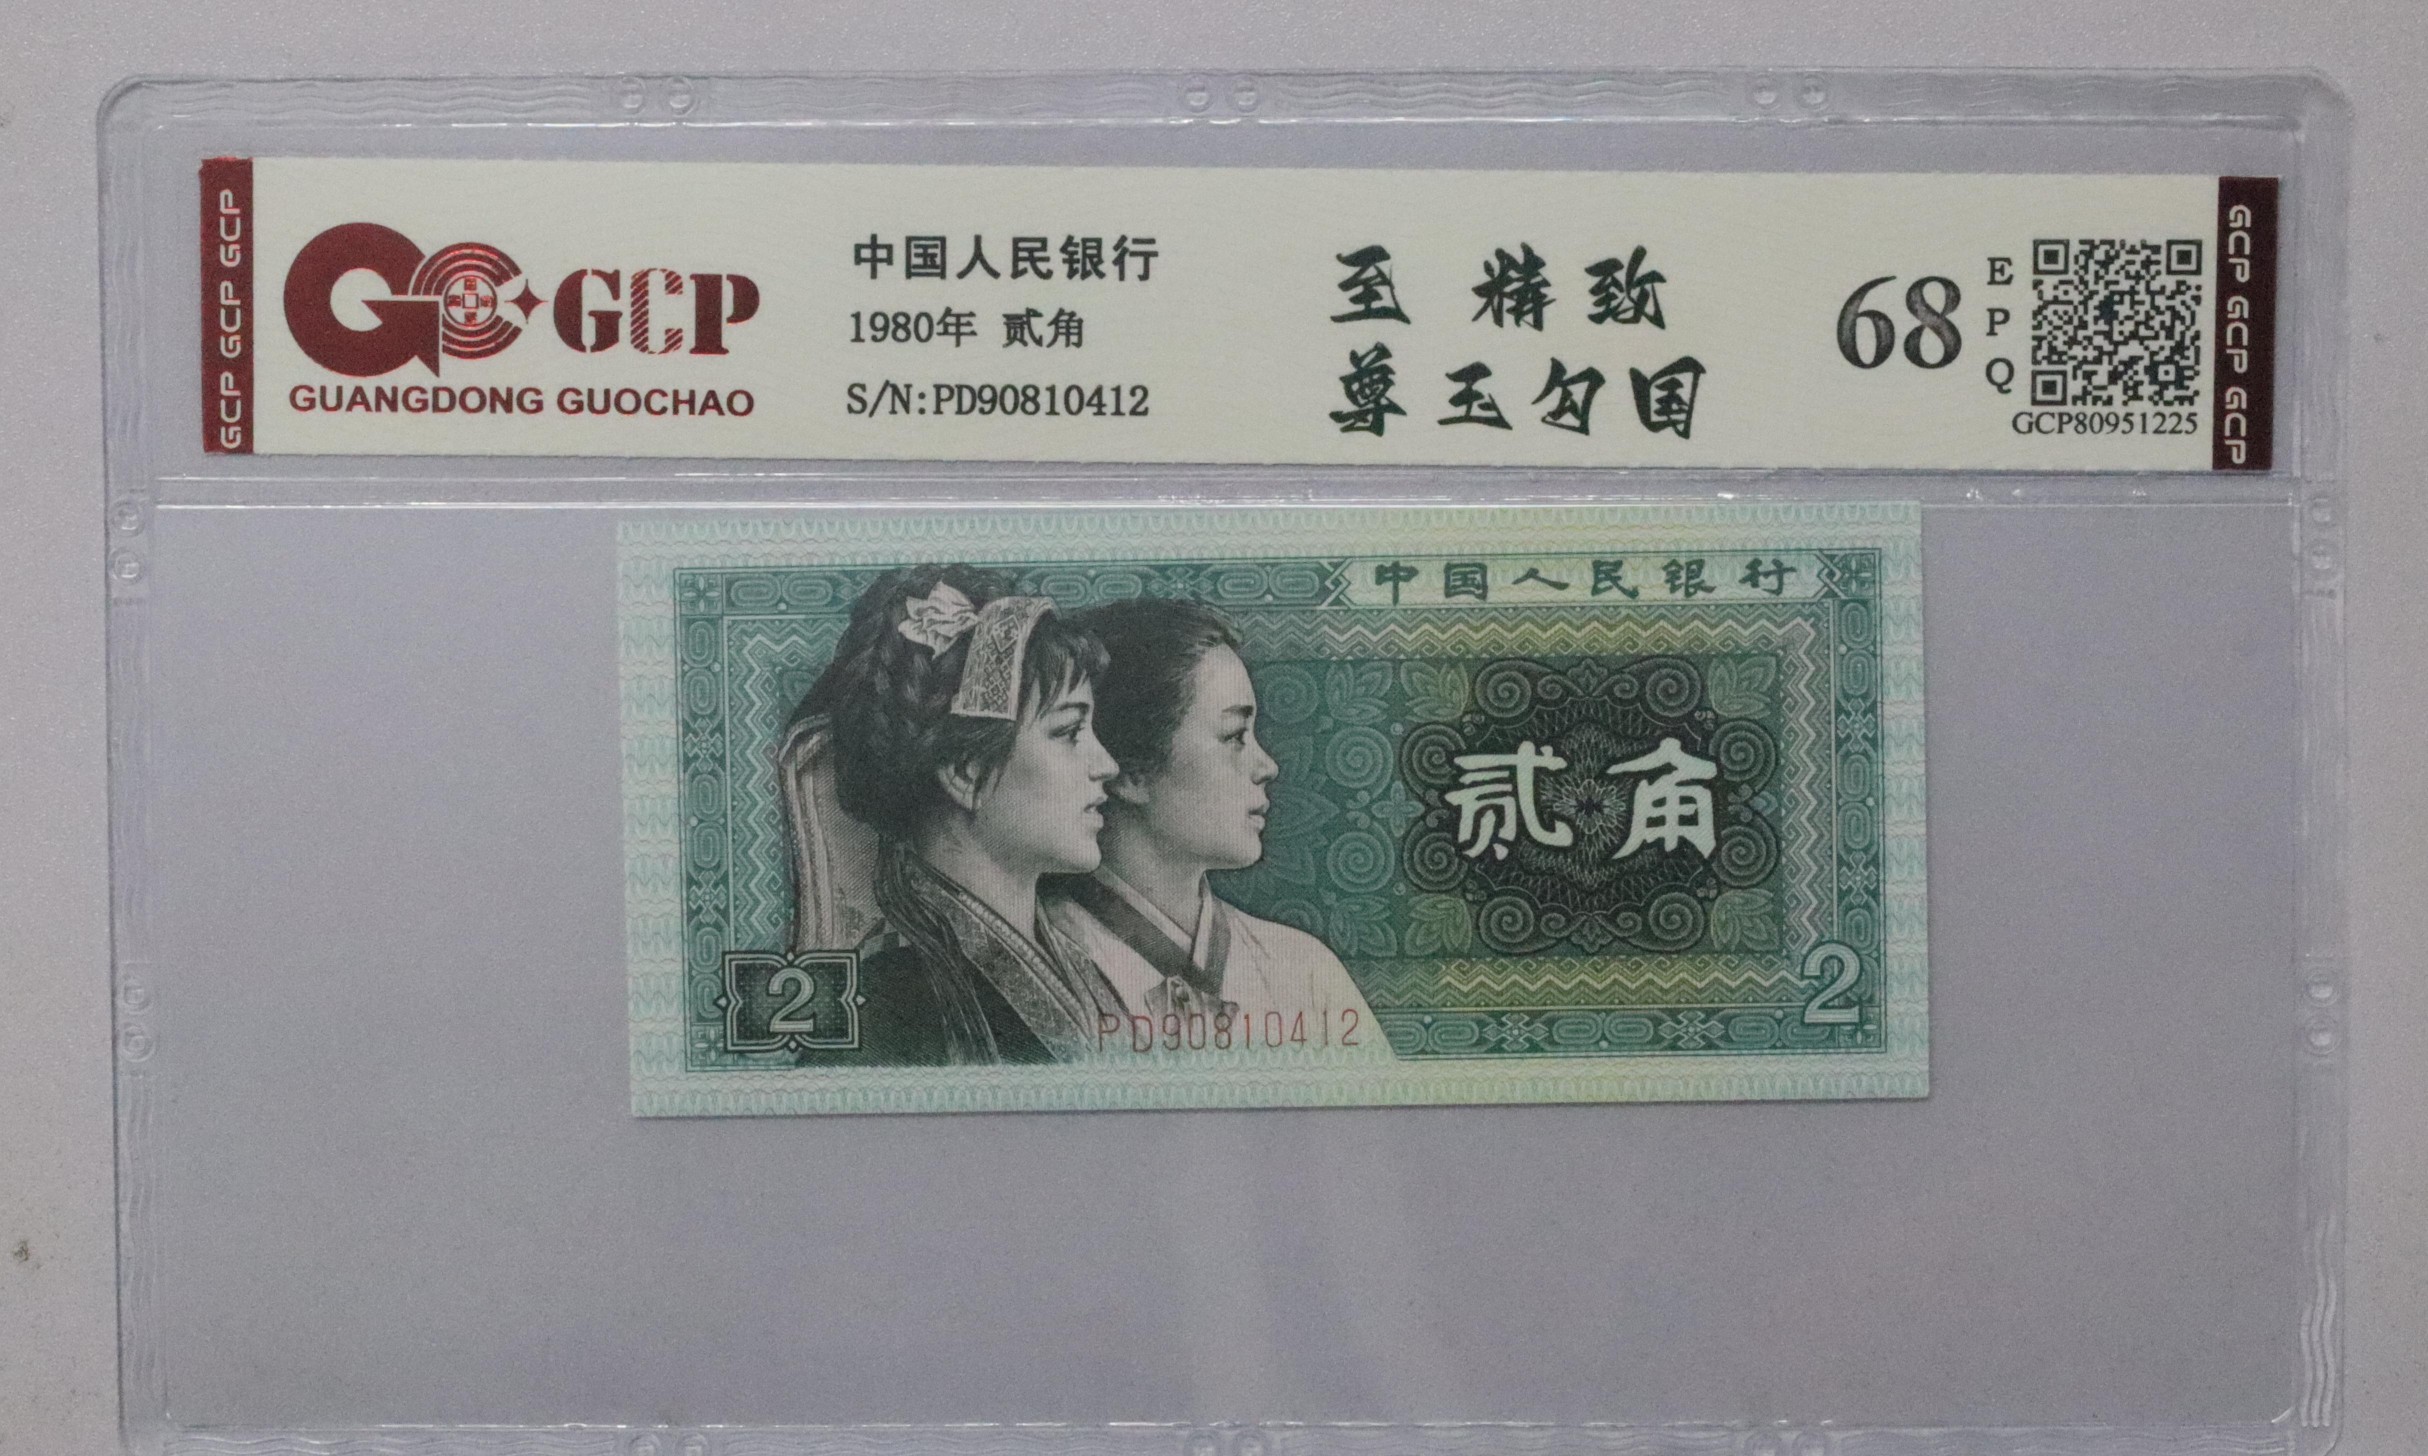 GCP GCP GCP
GCP
GUANGDONG GUOCHAO
中国人民银行
1980年 贰角
S/N:PD90810412
至 精 致
尊 玉 勾 国
68
EPQ
GCP80951225
GCP GCP GCP
中国人民银行
贰角
2
2
PD90810412